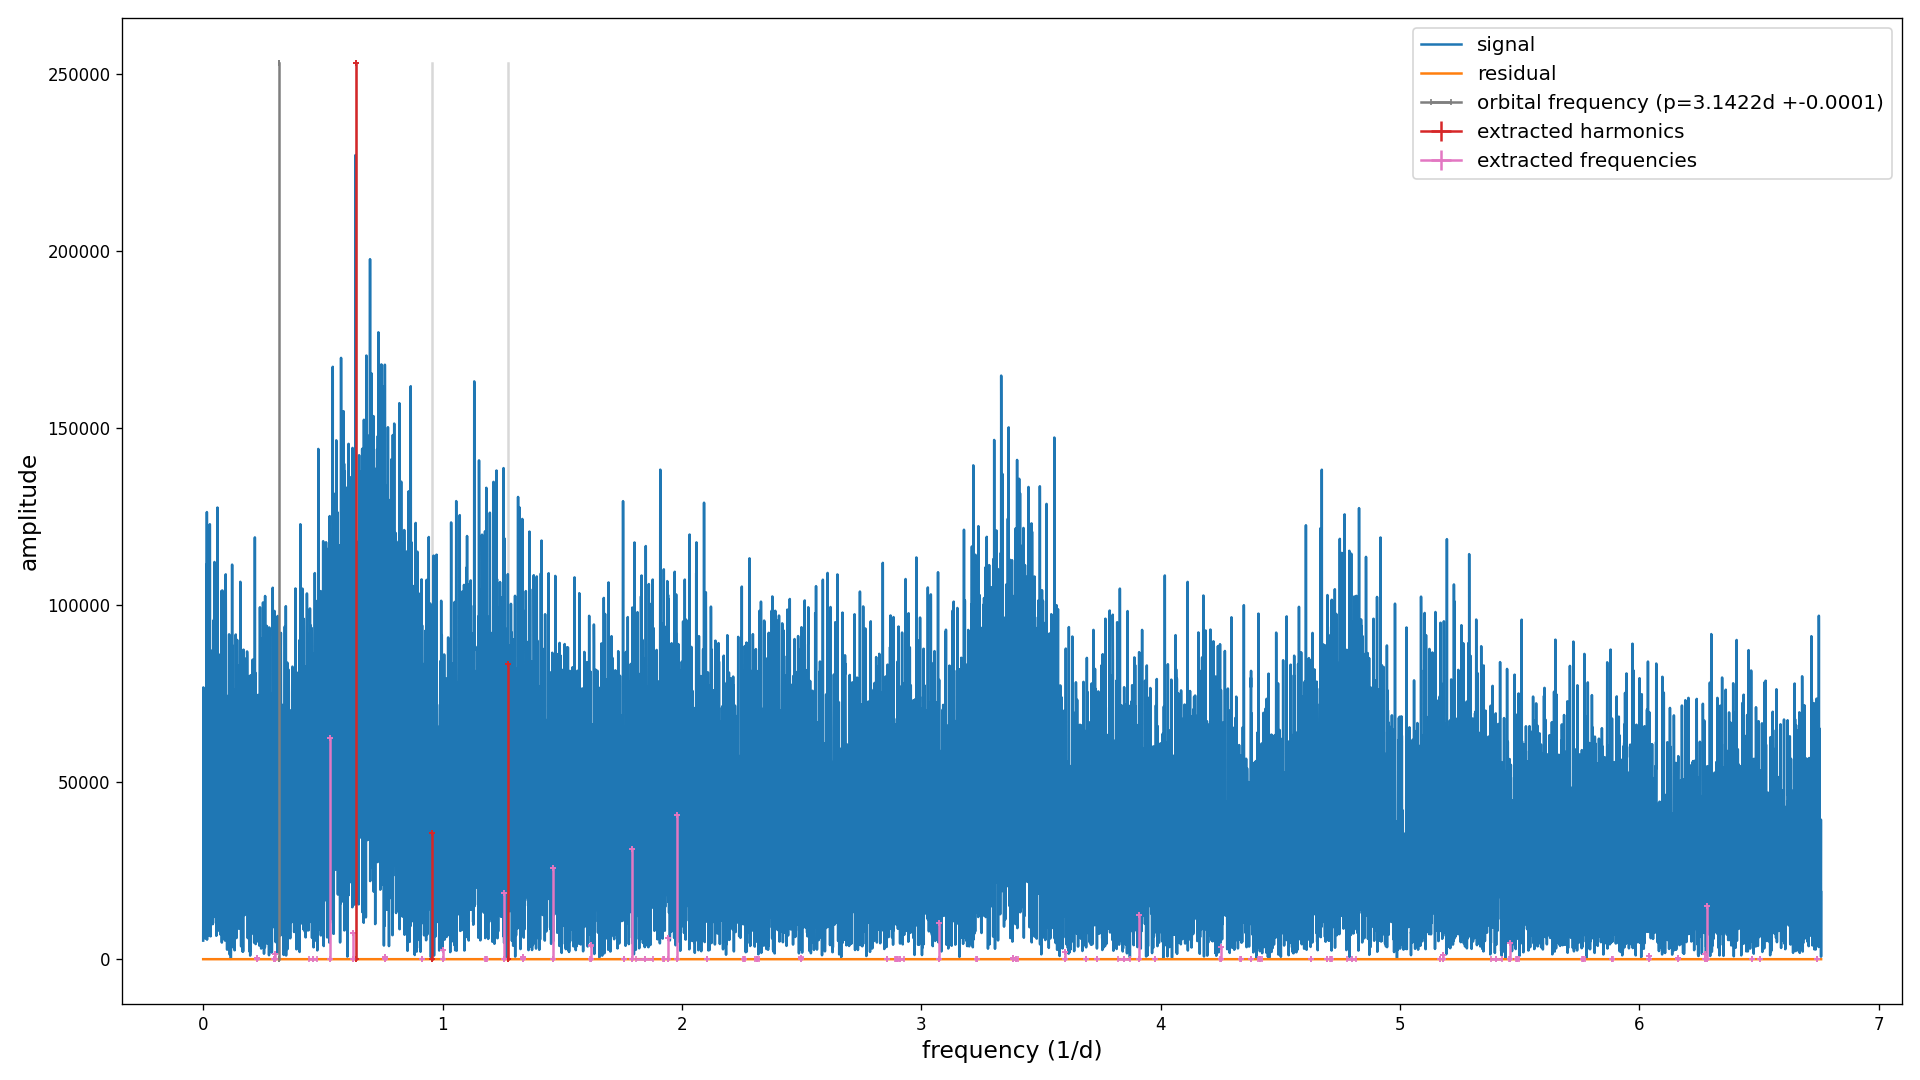 signal
residual
orbital frequency (p=3.1422d +-0.0001)
extracted harmonics
extracted frequencies
250000
200000
150000
100000
50000
0
amplitude
0 1 2 3 4 5 6 7
frequency (1/d)